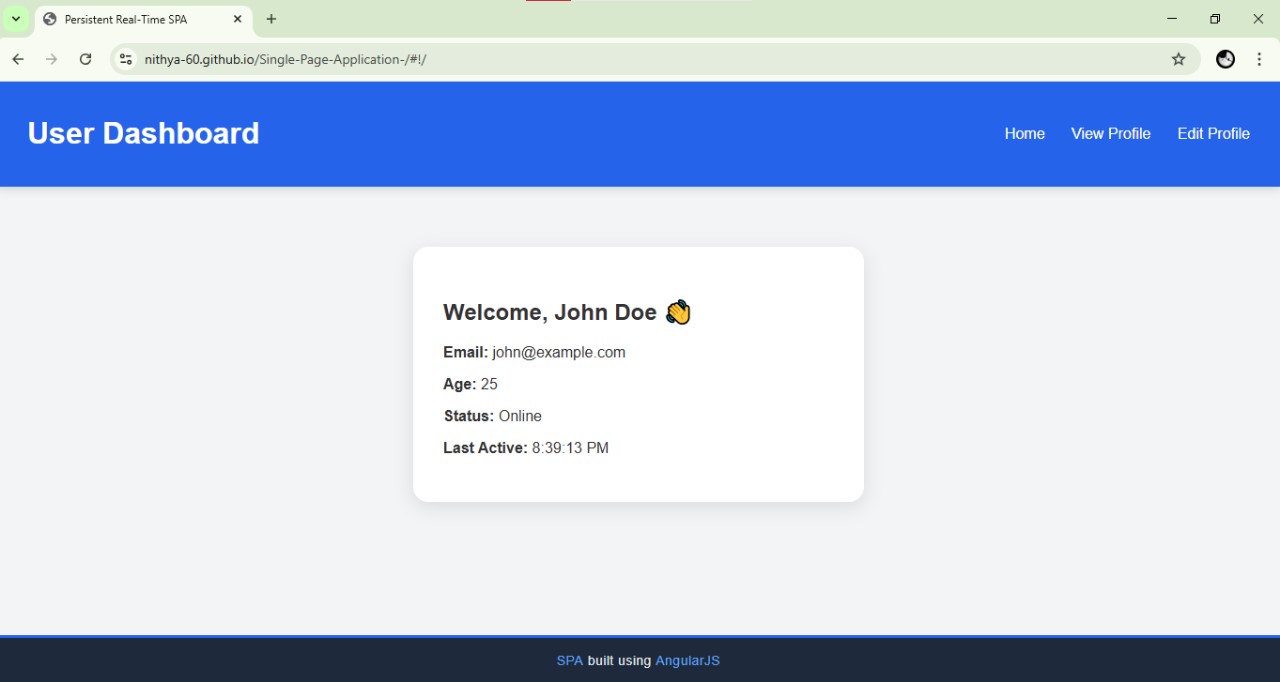 Persistent Real-Time SPA
nithya-60.github.io/Single-Page-Application-/#!/
User Dashboard
Home View Profile Edit Profile
Welcome, John Doe 👋
Email: john@example.com
Age: 25
Status: Online
Last Active: 8:39:13 PM
SPA built using AngularJS